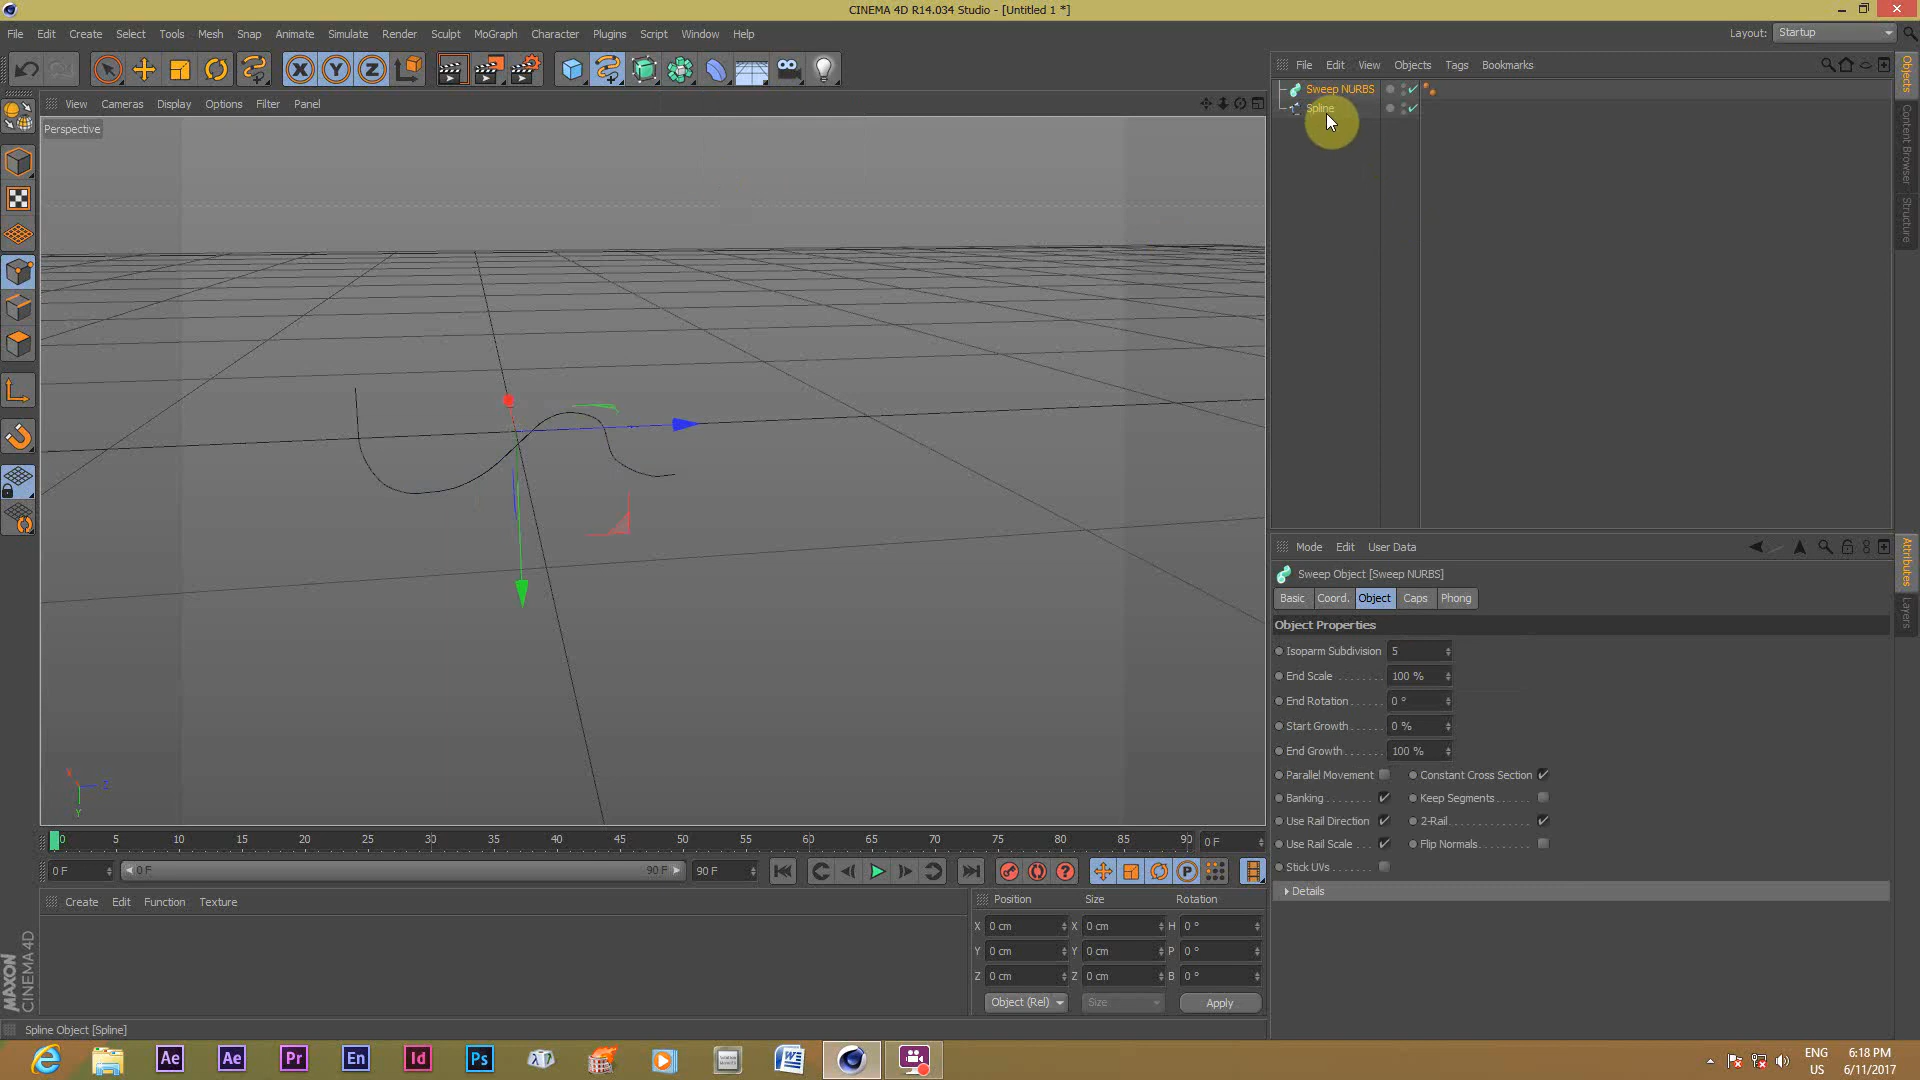 CINEMA 4D R14.034 Studio - [Untitled 1 *]
File Edit Create Select Tools Mesh Snap Animate Simulate Render Sculpt MoGraph Character Plugins Script Window Help
Layout: Startup
File Edit View Objects Tags Bookmarks
Sweep NURBS
Spline
Objects
Content Browser
Structure
View Cameras Display Options Filter Panel
Perspective
X
Z
Y
Mode Edit User Data
Sweep Object [Sweep NURBS]
Basic Coord. Object Caps Phong
Object Properties
Isoparm Subdivision 5
End Scale 100 %
End Rotation 0 °
Start Growth 0 %
End Growth 100 %
Parallel Movement Constant Cross Section
Banking Keep Segments
Use Rail Direction 2-Rail
Use Rail Scale Flip Normals
Stick UVs
Details
Attributes
Layers
0 5 10 15 20 25 30 35 40 45 50 55 60 65 70 75 80 85 90 0 F
0 F 0 F 90 F 90 F
Create Edit Function Texture
Position Size Rotation
X 0 cm X 0 cm H 0 °
Y 0 cm Y 0 cm P 0 °
Z 0 cm Z 0 cm B 0 °
Object (Rel) Size Apply
MAXON
CINEMA 4D
Spline Object [Spline]
Ae Ae Pr En Id Ps
ENG
US
6:18 PM
6/11/2017